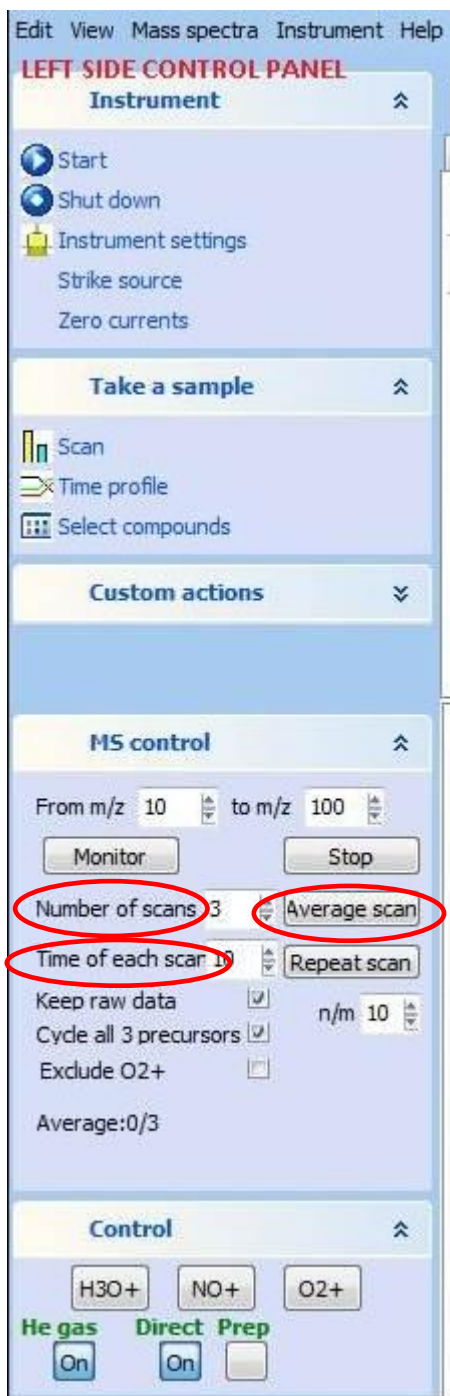 Edit View Mass spectra Instrument Help
LEFT SIDE CONTROL PANEL
Instrument
Start
Shut down
Instrument settings
Strike source
Zero currents
Take a sample
Scan
Time profile
Select compounds
Custom actions
MS control
From m/z 10 to m/z 100
Monitor Stop
Number of scans 3 Average scan
Time of each scan 10 Repeat scan
Keep raw data n/m 10
Cycle all 3 precursors
Exclude O2+
Average:0/3
Control
H3O+ NO+ O2+
He gas Direct Prep
On On